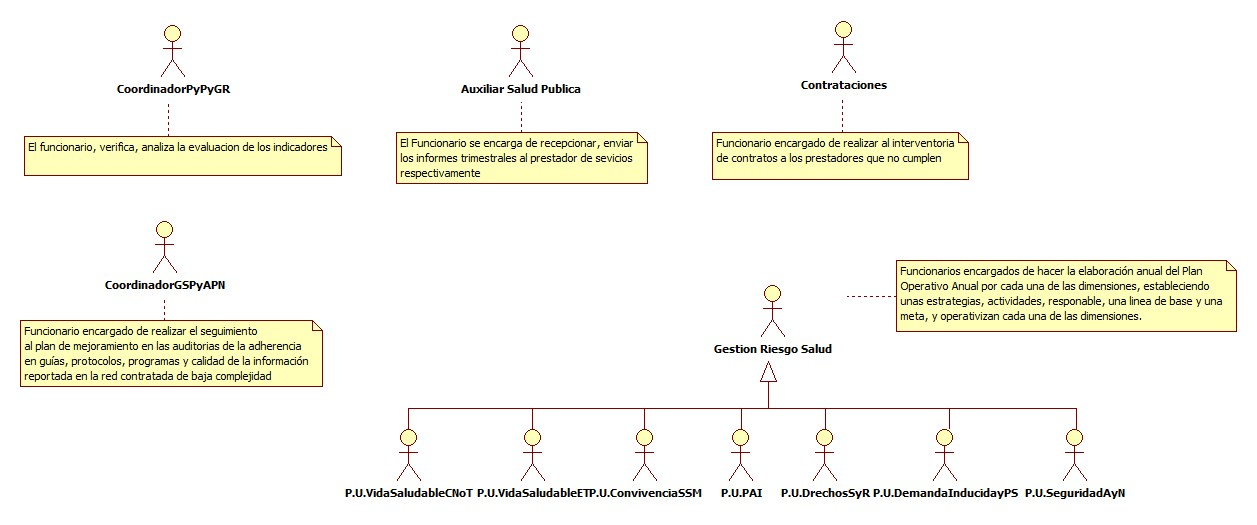 CoordinadorPyPyGR
El funcionario, verifica, analiza la evaluacion de los indicadores
Auxiliar Salud Publica
El Funcionario se encarga de recepcionar, enviar
los informes trimestrales al prestador de sevicios
respectivamente
Contrataciones
Funcionario encargado de realizar al interventoria
de contratos a los prestadores que no cumplen
CoordinadorGSPyAPN
Funcionario encargado de realizar el seguimiento
al plan de mejoramiento en las auditorias de la adherencia
en guías, protocolos, programas y calidad de la información
reportada en la red contratada de baja complejidad
Funcionarios encargados de hacer la elaboración anual del Plan
Operativo Anual por cada una de las dimensiones, estableciendo
unas estrategias, actividades, responable, una linea de base y una
meta, y operativizan cada una de las dimensiones.
Gestion Riesgo Salud
P.U.VidaSaludableCNoT
P.U.VidaSaludableET
P.U.ConvivenciaSSM
P.U.PAI
P.U.DrechosSyR
P.U.DemandaInducidayPS
P.U.SeguridadAyN